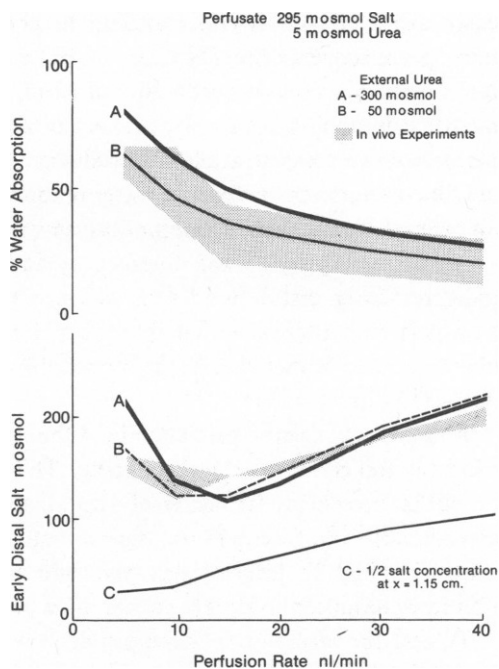 Perfusate 295 mosmol Salt
5 mosmol Urea
100
50
0
% Water Absorption
External Urea
A - 300 mosmol
B - 50 mosmol
In vivo Experiments
A
B
200
100
0
Early Distal Salt mosmol
A
B
C
C - 1/2 salt concentration
at x = 1.15 cm.
0
10
20
30
40
Perfusion Rate nl/min